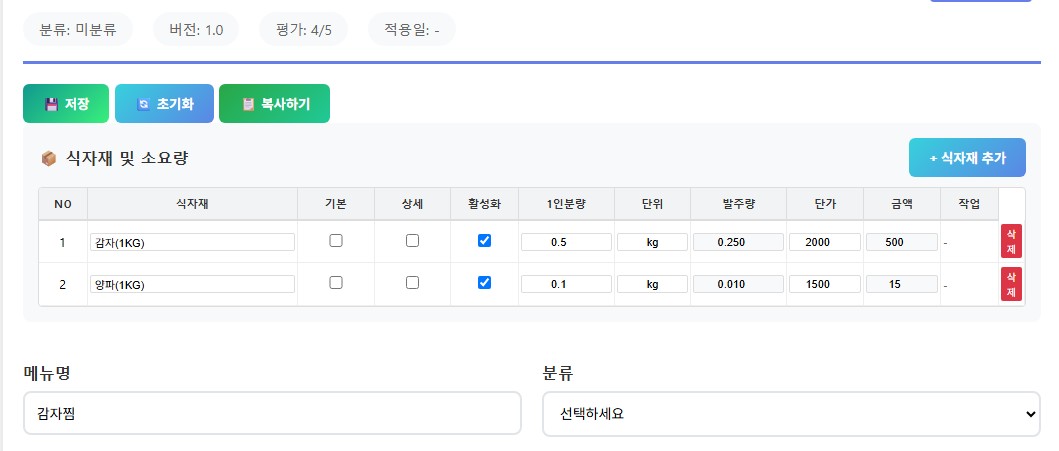 분류: 미분류 버전: 1.0 평가: 4/5 적용일: -
저장 초기화 복사하기
식자재 및 소요량 + 식자재 추가
NO 식자재 기본 상세 활성화 1인분량 단위 발주량 단가 금액 작업
1 감자(1KG) 0.5 kg 0.250 2000 500 - 삭제
2 양파(1KG) 0.1 kg 0.010 1500 15 - 삭제
메뉴명 분류
감자찜 선택하세요